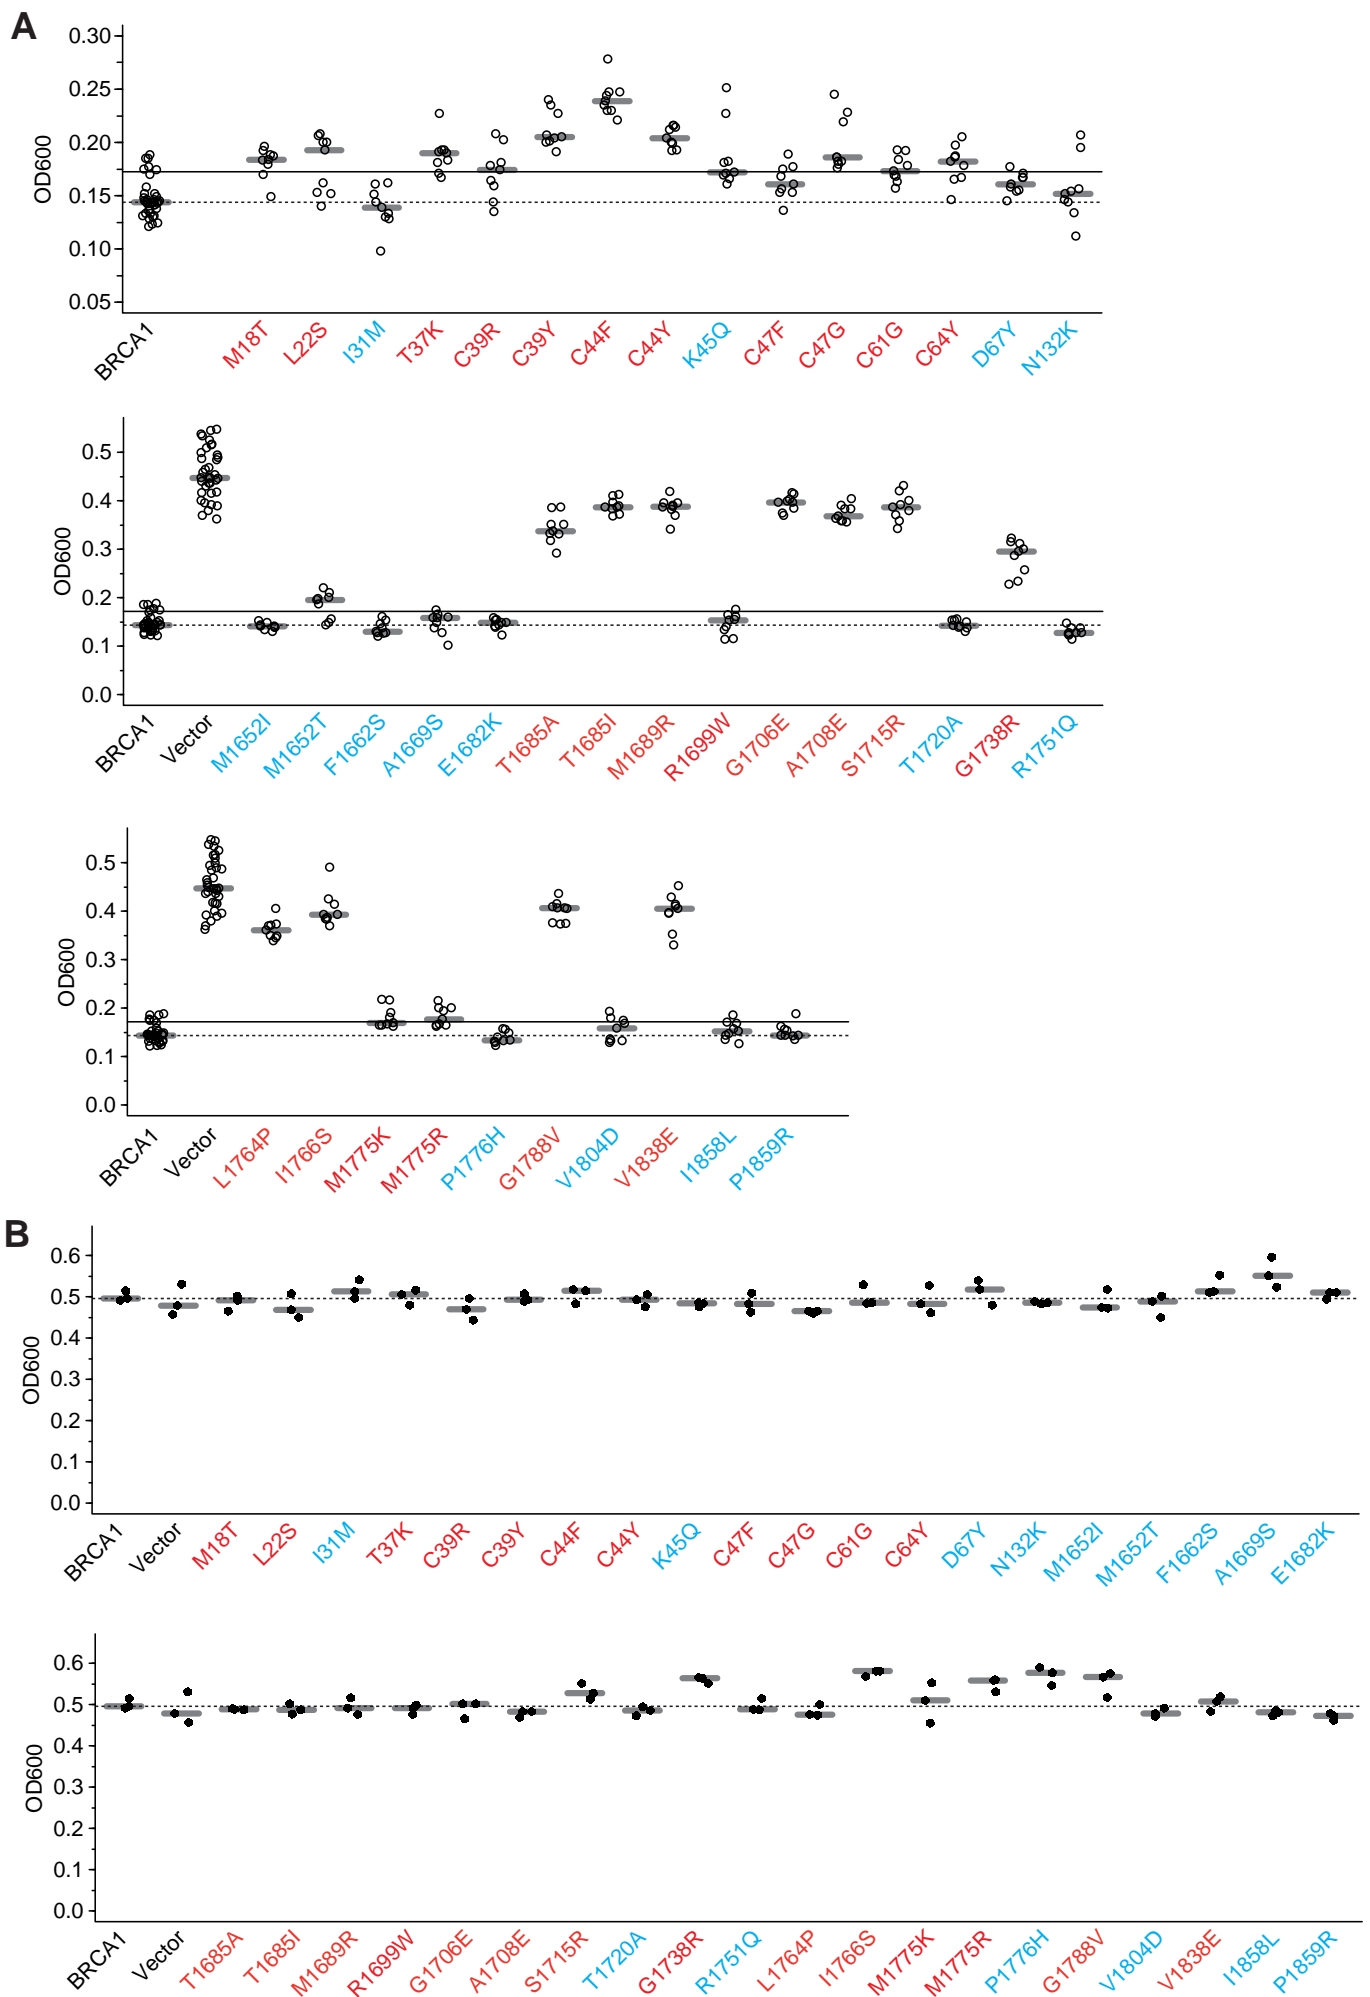 A
0.30
0.25
0.20
0.15
0.10
0.05
OD600
BRCA1 M18T L22S I31M T37K C39R C39Y C44F C44Y K45Q C47F C47G C61G C64Y D67Y N132K
0.5
0.4
0.3
0.2
0.1
0.0
OD600
BRCA1 Vector M1652I M1652T F1662S A1669S E1682K T1685A T1685I M1689R R1699W G1706E A1708E S1715R T1720A G1738R R1751Q
0.5
0.4
0.3
0.2
0.1
0.0
OD600
BRCA1 Vector L1764P I1766S M1775K M1775R P1776H G1788V V1804D V1838E I1858L P1859R
B
0.6
0.5
0.4
0.3
0.2
0.1
0.0
OD600
BRCA1 Vector M18T L22S I31M T37K C39R C39Y C44F C44Y K45Q C47F C47G C61G C64Y D67Y N132K M1652I M1652T F1662S A1669S E1682K
0.6
0.5
0.4
0.3
0.2
0.1
0.0
OD600
BRCA1 Vector T1685A T1685I M1689R R1699W G1706E A1708E S1715R T1720A G1738R R1751Q L1764P I1766S M1775K M1775R P1776H G1788V V1804D V1838E I1858L P1859R